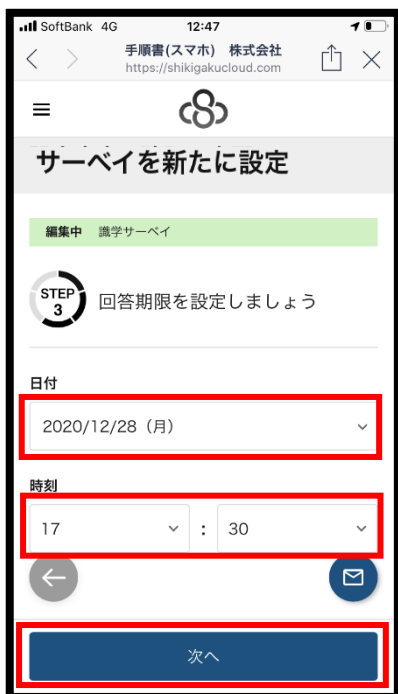 SoftBank 4G 12:47
手順書(スマホ) 株式会社
https://shikigakucloud.com
サーベイを新たに設定
編集中 識学サーベイ
STEP
3
回答期限を設定しましょう
日付
2020/12/28（月）
時刻
17 : 30
次へ